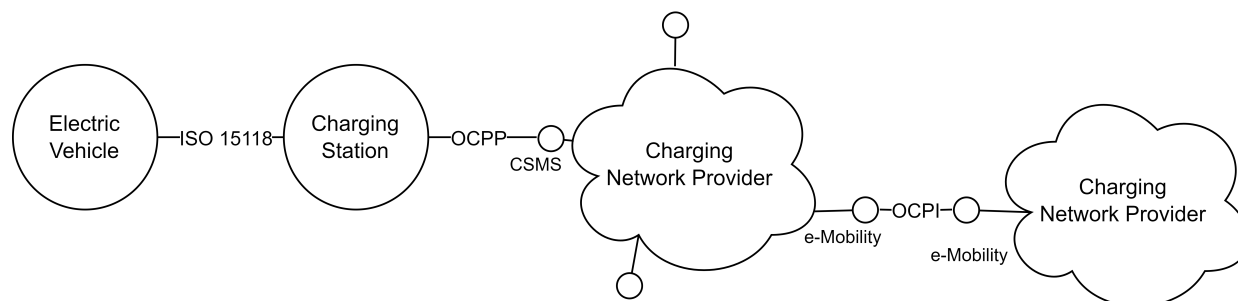 Electric
Vehicle
ISO 15118
Charging
Station
OCPP
CSMS
Charging
Network Provider
e-Mobility
OCPI
e-Mobility
Charging
Network Provider